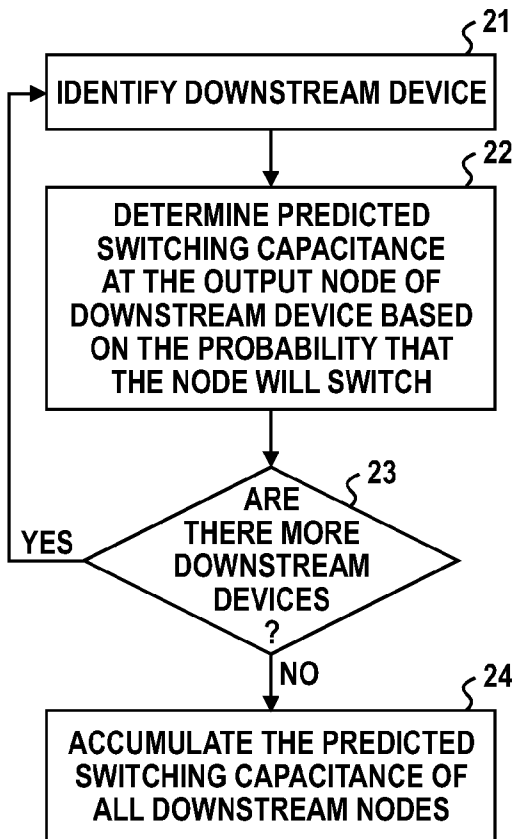 21
IDENTIFY DOWNSTREAM DEVICE
22
DETERMINE PREDICTED
SWITCHING CAPACITANCE
AT THE OUTPUT NODE OF
DOWNSTREAM DEVICE BASED
ON THE PROBABILITY THAT
THE NODE WILL SWITCH
23
ARE
THERE MORE
DOWNSTREAM
DEVICES
?
YES
NO
24
ACCUMULATE THE PREDICTED
SWITCHING CAPACITANCE OF
ALL DOWNSTREAM NODES